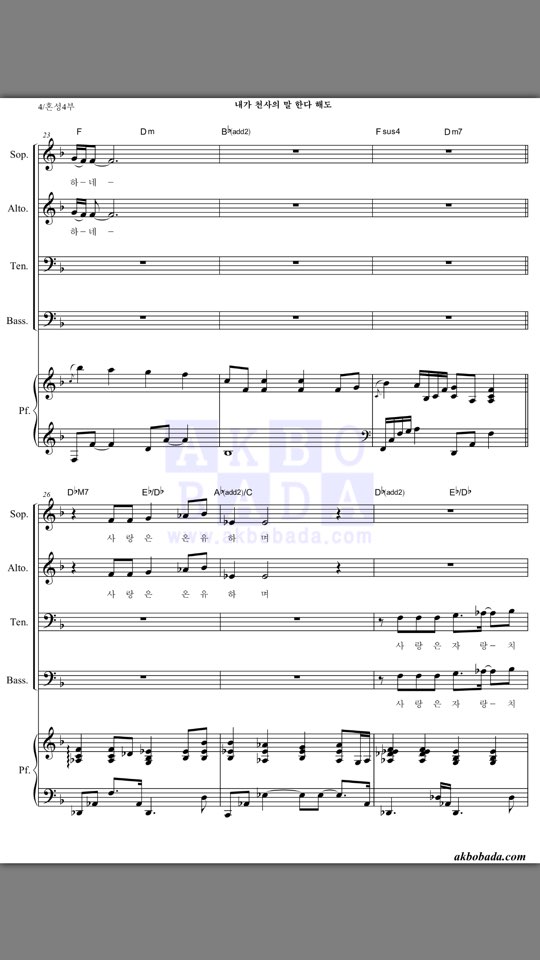 4/혼성4부
내가 천사의 말 한다 해도
23 F Dm B♭(add2) Fsus4 Dm7
Sop.
하-네-
Alto.
하-네-
Ten.
Bass.
Pf.
AKBO
BADA
www.akbobada.com
26 D♭M7 E♭/D♭ A♭(add2)/C D♭(add2) E♭/D♭
Sop.
사 랑 은 온 유 하 며
Alto.
사 랑 은 온 유 하 며
Ten.
사 랑 은 자 랑-치
Bass.
사 랑 은 자 랑-치
Pf.
akbobada.com